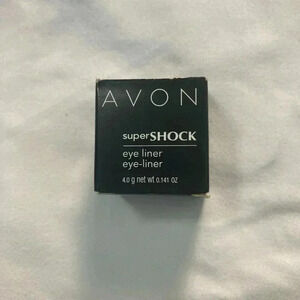 AVON
superSHOCK
eye liner
eye-liner
4.0 g net wt 0.141 OZ